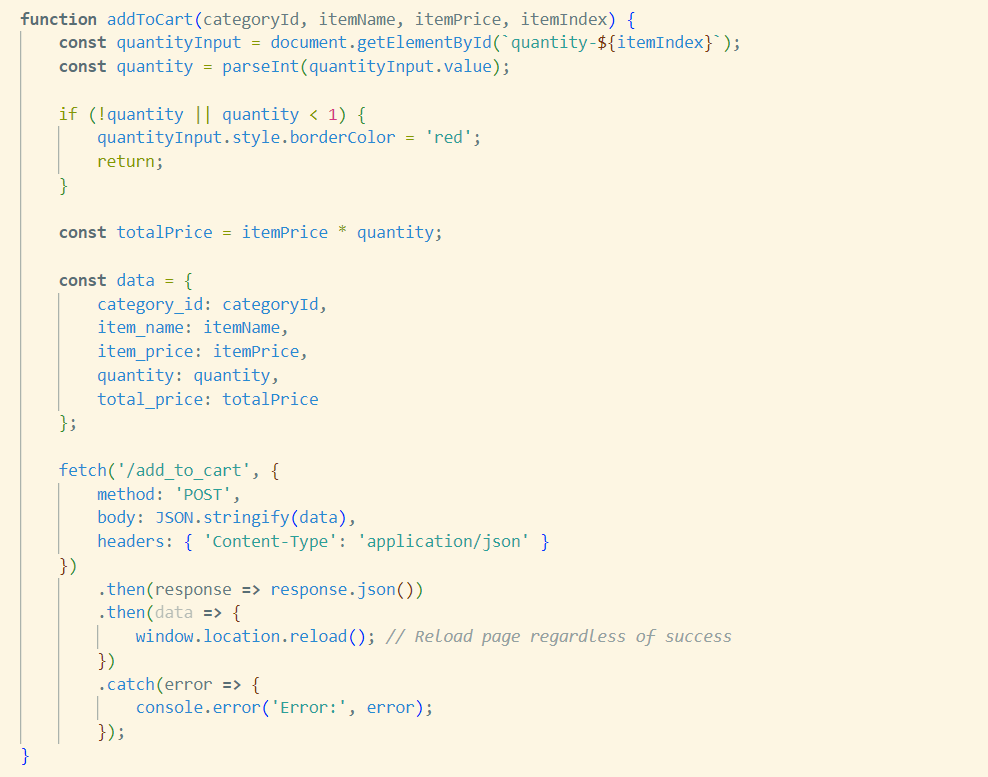 function addToCart(categoryId, itemName, itemPrice, itemIndex) {
    const quantityInput = document.getElementById(`quantity-${itemIndex}`);
    const quantity = parseInt(quantityInput.value);

    if (!quantity || quantity < 1) {
        quantityInput.style.borderColor = 'red';
        return;
    }

    const totalPrice = itemPrice * quantity;

    const data = {
        category_id: categoryId,
        item_name: itemName,
        item_price: itemPrice,
        quantity: quantity,
        total_price: totalPrice
    };

    fetch('/add_to_cart', {
        method: 'POST',
        body: JSON.stringify(data),
        headers: { 'Content-Type': 'application/json' }
    })
        .then(response => response.json())
        .then(data => {
            window.location.reload(); // Reload page regardless of success
        })
        .catch(error => {
            console.error('Error:', error);
        });
}